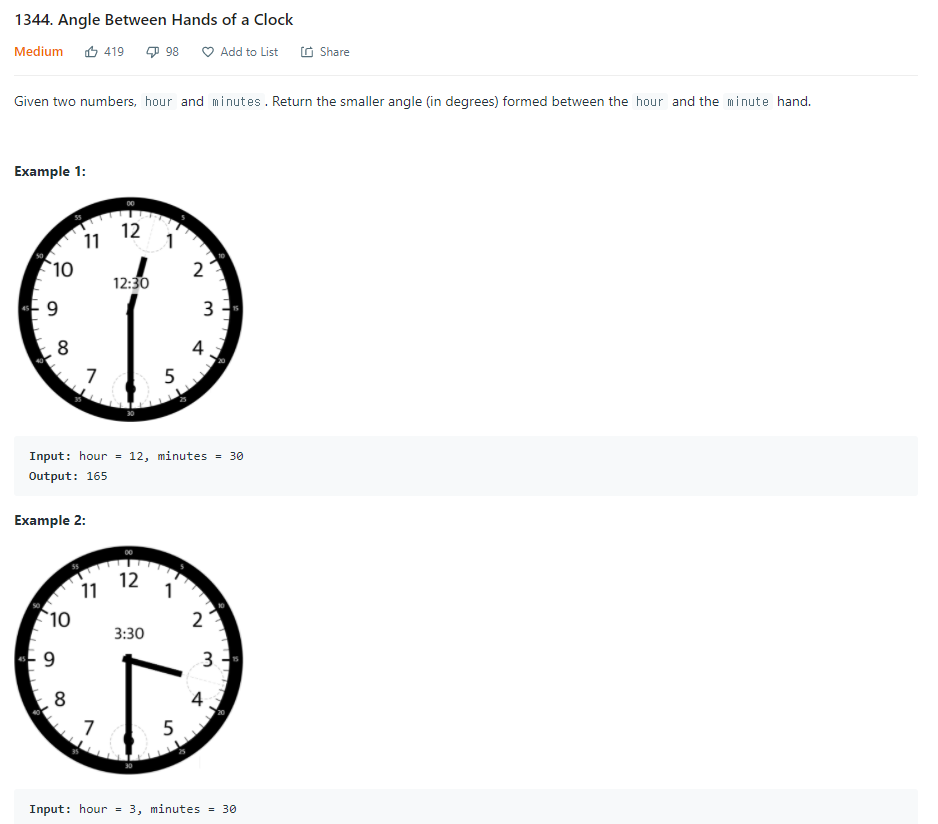 1344. Angle Between Hands of a Clock
Medium 419 98 Add to List Share
Given two numbers, hour and minutes . Return the smaller angle (in degrees) formed between the hour and the minute hand.
Example 1:
00
55 5
12
11 1
50 10
10 2
12:30
45 9 3 15
8 4
40 20
7 5
35 25
30
Input: hour = 12, minutes = 30
Output: 165
Example 2:
00
55 5
12
11 1
50 10
10 2
3:30
45 9 3 15
8 4
40 20
7 5
35 25
30
Input: hour = 3, minutes = 30